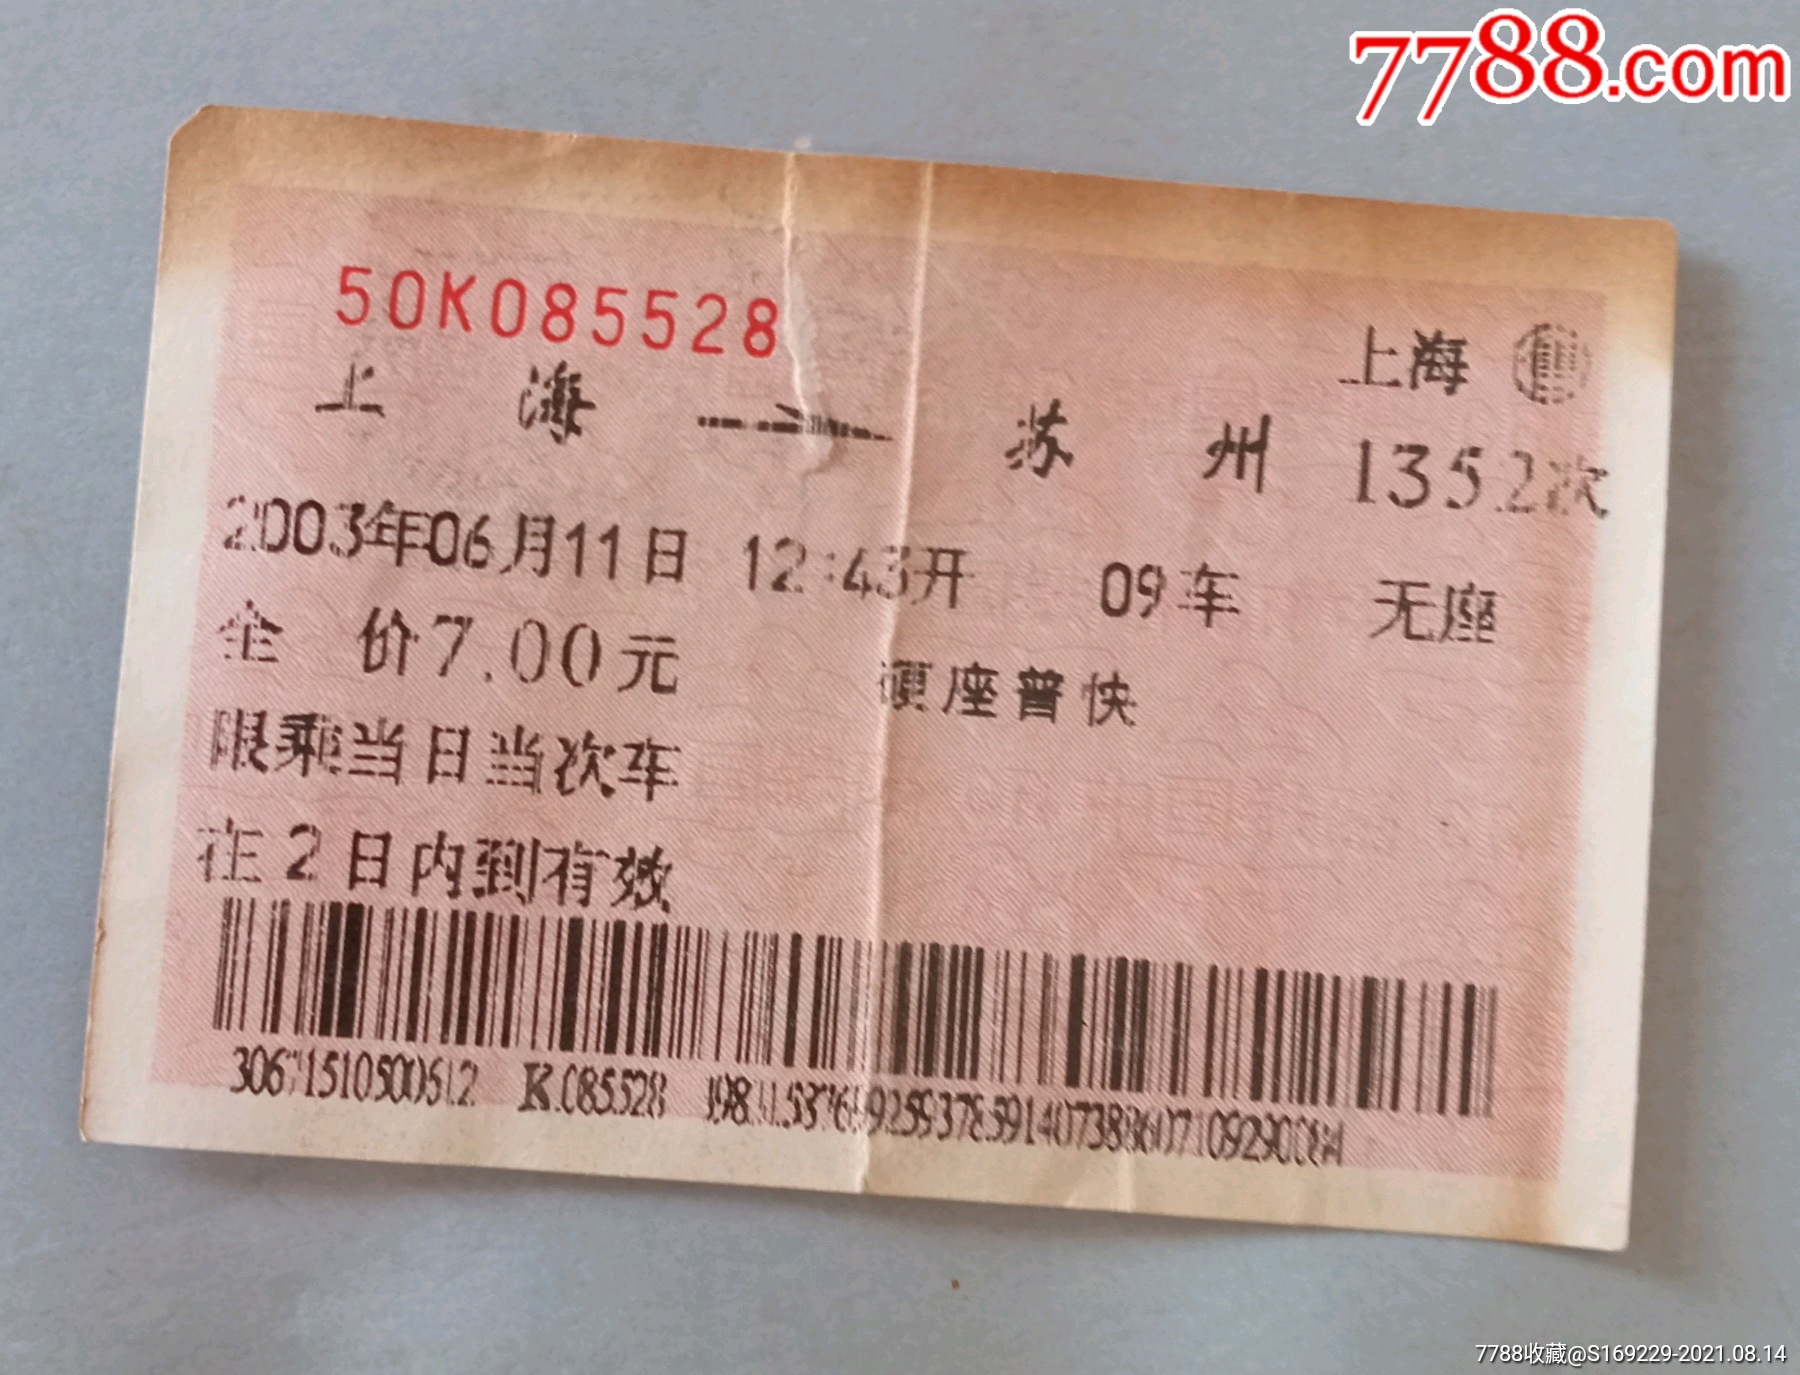 7788.com
50K085528
上海 售
上海 → 苏州 1352次
2003年06月11日 12:43开 09车 无座
全 价7.00元 硬座普快
限乘当日当次车
在2日内到有效
K085528
7788收藏@S169229-2021.08.14